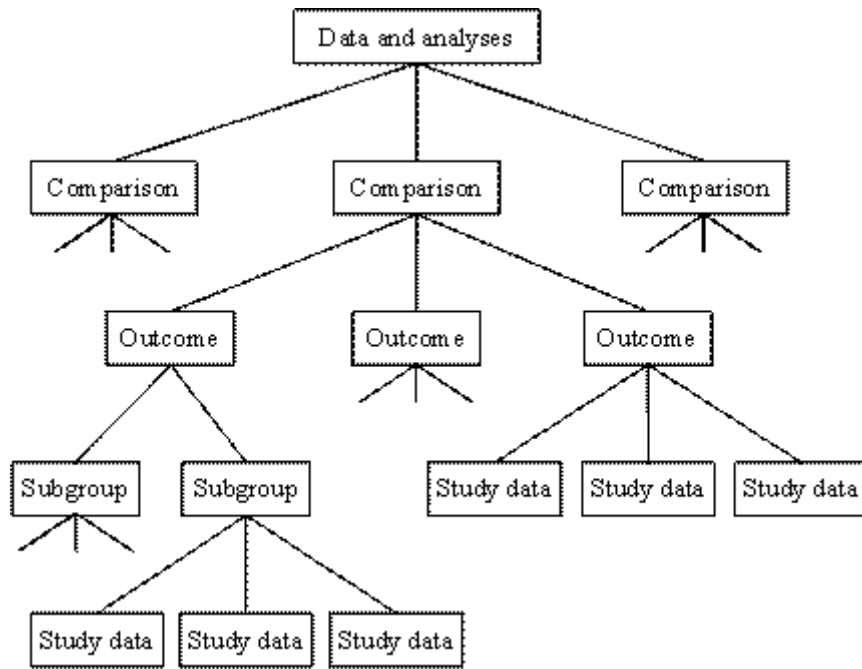 Data and analyses
Comparison
Comparison
Comparison
Outcome
Outcome
Outcome
Subgroup
Subgroup
Study data
Study data
Study data
Study data
Study data
Study data